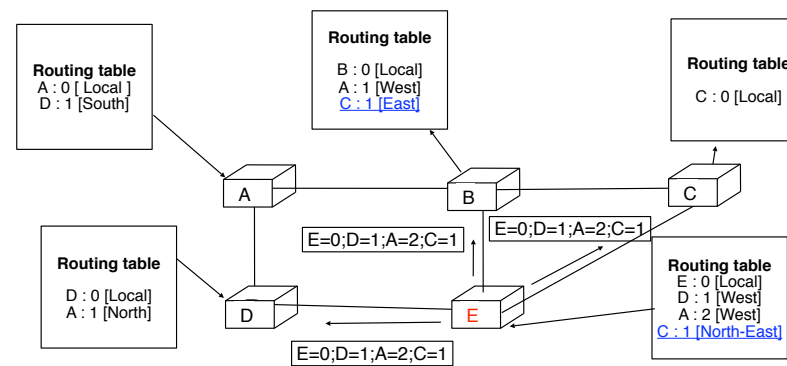 Routing table
A : 0 [ Local ]
D : 1 [South]
Routing table
B : 0 [Local]
A : 1 [West]
C : 1 [East]
Routing table
C : 0 [Local]
A
B
C
E=0;D=1;A=2;C=1
E=0;D=1;A=2;C=1
Routing table
D : 0 [Local]
A : 1 [North]
D
E
Routing table
E : 0 [Local]
D : 1 [West]
A : 2 [West]
C : 1 [North-East]
E=0;D=1;A=2;C=1